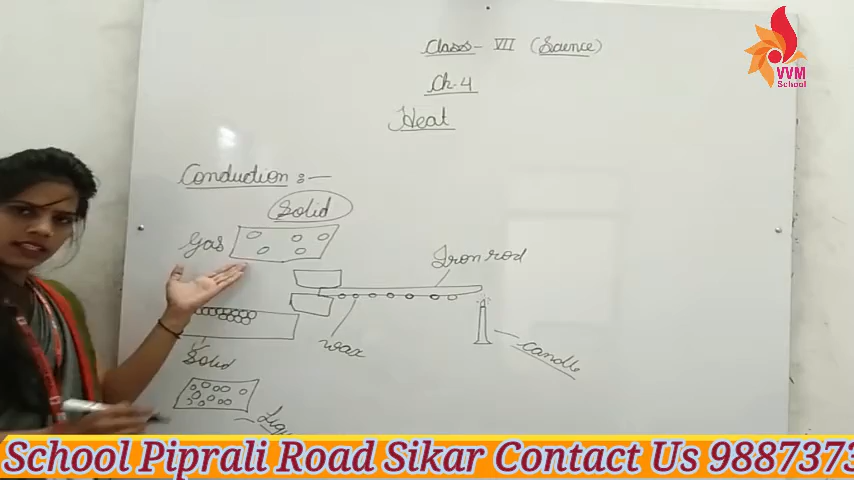 Class - VII (Science)
Ch-4
Heat
VVM
School
Conduction :-
Solid
Gas
Iron rod
wax
candle
Solid
School Piprali Road Sikar Contact Us 988737